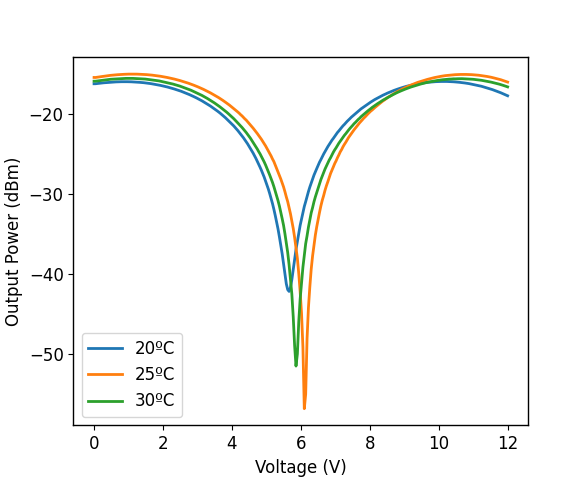 Output Power (dBm)
−20
−30
−40
−50
20ºC
25ºC
30ºC
0 2 4 6 8 10 12
Voltage (V)